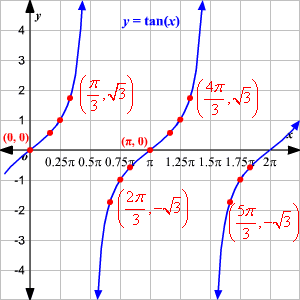 y
y = tan(x)
4
3
(π/3, √3)
(4π/3, √3)
2
1
(0, 0)
(π, 0)
x
o
0.25π 0.5π 0.75π π 1.25π 1.5π 1.75π 2π
-1
-2
(2π/3, -√3)
(5π/3, -√3)
-3
-4